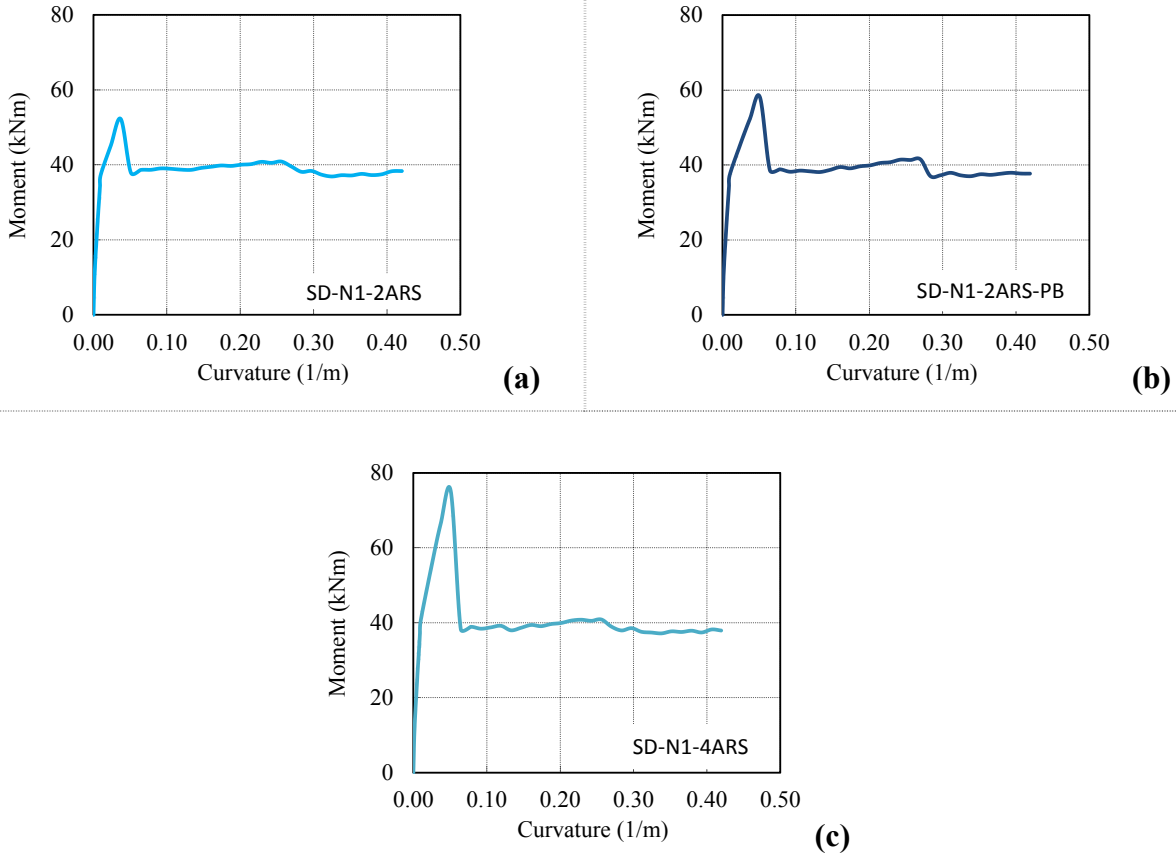 80
60
40
20
0
Moment (kNm)
SD-N1-2ARS
0.00 0.10 0.20 0.30 0.40 0.50
Curvature (1/m)
(a)
80
60
40
20
0
Moment (kNm)
SD-N1-2ARS-PB
0.00 0.10 0.20 0.30 0.40 0.50
Curvature (1/m)
(b)
80
60
40
20
0
Moment (kNm)
SD-N1-4ARS
0.00 0.10 0.20 0.30 0.40 0.50
Curvature (1/m)
(c)